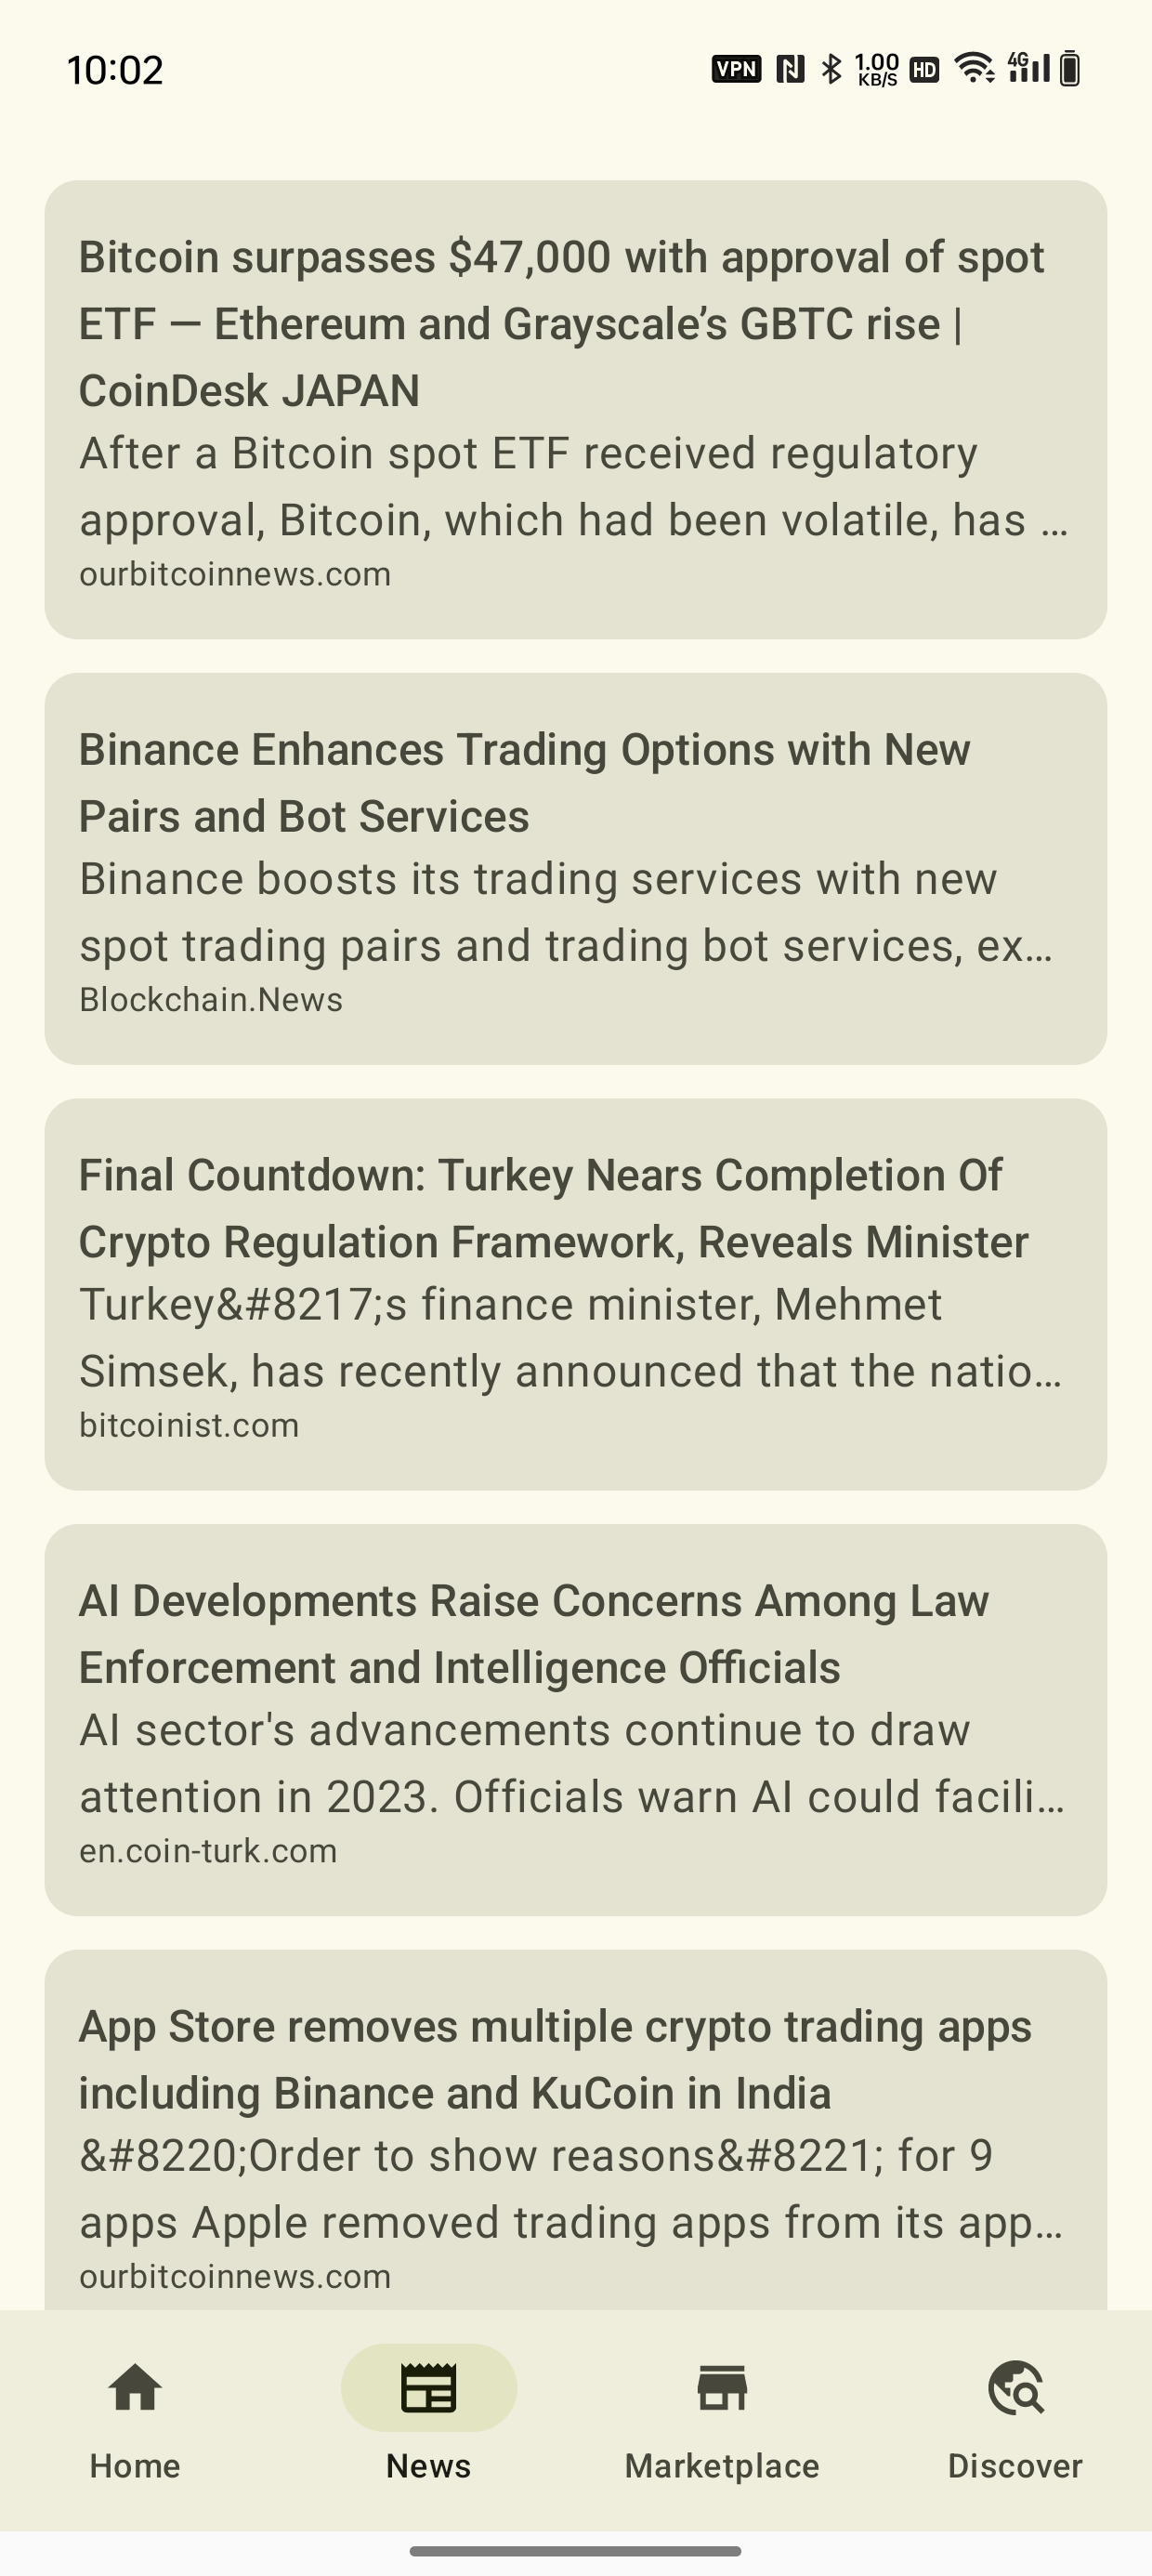 10:02
VPN 1.00 KB/S HD 4G
Bitcoin surpasses $47,000 with approval of spot
ETF — Ethereum and Grayscale’s GBTC rise |
CoinDesk JAPAN
After a Bitcoin spot ETF received regulatory
approval, Bitcoin, which had been volatile, has ...
ourbitcoinnews.com
Binance Enhances Trading Options with New
Pairs and Bot Services
Binance boosts its trading services with new
spot trading pairs and trading bot services, ex...
Blockchain.News
Final Countdown: Turkey Nears Completion Of
Crypto Regulation Framework, Reveals Minister
Turkey&#8217;s finance minister, Mehmet
Simsek, has recently announced that the natio...
bitcoinist.com
AI Developments Raise Concerns Among Law
Enforcement and Intelligence Officials
AI sector's advancements continue to draw
attention in 2023. Officials warn AI could facili...
en.coin-turk.com
App Store removes multiple crypto trading apps
including Binance and KuCoin in India
&#8220;Order to show reasons&#8221; for 9
apps Apple removed trading apps from its app...
ourbitcoinnews.com
Home News Marketplace Discover